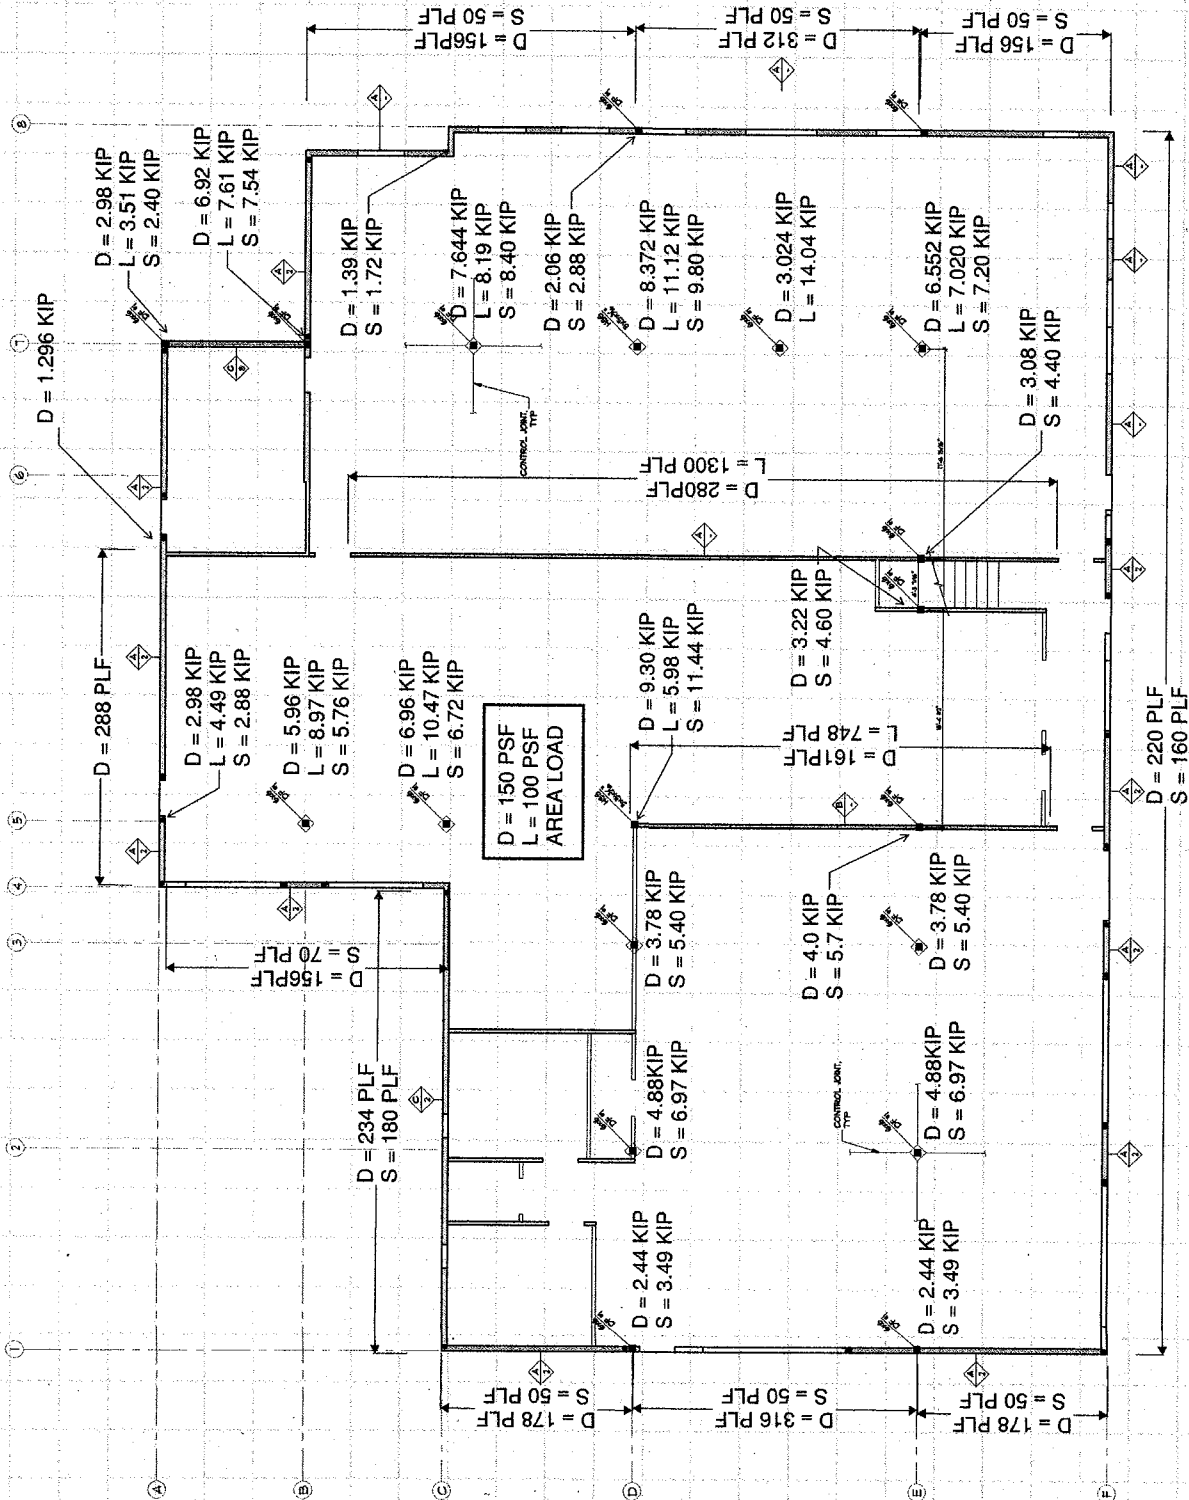 8
7
6
5
4
3
2
1
A
B
C
D
E
F
D = 156PLF
S = 50 PLF
D = 312 PLF
S = 50 PLF
D = 156 PLF
S = 50 PLF
D = 2.98 KIP
L = 3.51 KIP
S = 2.40 KIP
D = 6.92 KIP
L = 7.61 KIP
S = 7.54 KIP
D = 1.296 KIP
D = 1.39 KIP
S = 1.72 KIP
D = 7.644 KIP
L = 8.19 KIP
S = 8.40 KIP
D = 2.06 KIP
S = 2.88 KIP
D = 8.372 KIP
L = 11.12 KIP
S = 9.80 KIP
D = 3.024 KIP
L = 14.04 KIP
D = 6.552 KIP
L = 7.020 KIP
S = 7.20 KIP
CONTROL JOINT,
TYP
D = 3.08 KIP
S = 4.40 KIP
D = 280PLF
L = 1300 PLF
D = 288 PLF
D = 2.98 KIP
L = 4.49 KIP
S = 2.88 KIP
D = 5.96 KIP
L = 8.97 KIP
S = 5.76 KIP
D = 6.96 KIP
L = 10.47 KIP
S = 6.72 KIP
D = 150 PSF
L = 100 PSF
AREA LOAD
D = 9.30 KIP
L = 5.98 KIP
S = 11.44 KIP
D = 3.22 KIP
S = 4.60 KIP
D = 161PLF
L = 748 PLF
D = 156PLF
S = 70 PLF
D = 3.78 KIP
S = 5.40 KIP
D = 4.0 KIP
S = 5.7 KIP
D = 3.78 KIP
S = 5.40 KIP
D = 234 PLF
S = 180 PLF
D = 4.88KIP
S = 6.97 KIP
CONTROL JOINT,
TYP
D = 4.88KIP
S = 6.97 KIP
D = 2.44 KIP
S = 3.49 KIP
D = 2.44 KIP
S = 3.49 KIP
D = 178 PLF
S = 50 PLF
D = 316 PLF
S = 50 PLF
D = 178 PLF
S = 50 PLF
D = 220 PLF
S = 160 PLF